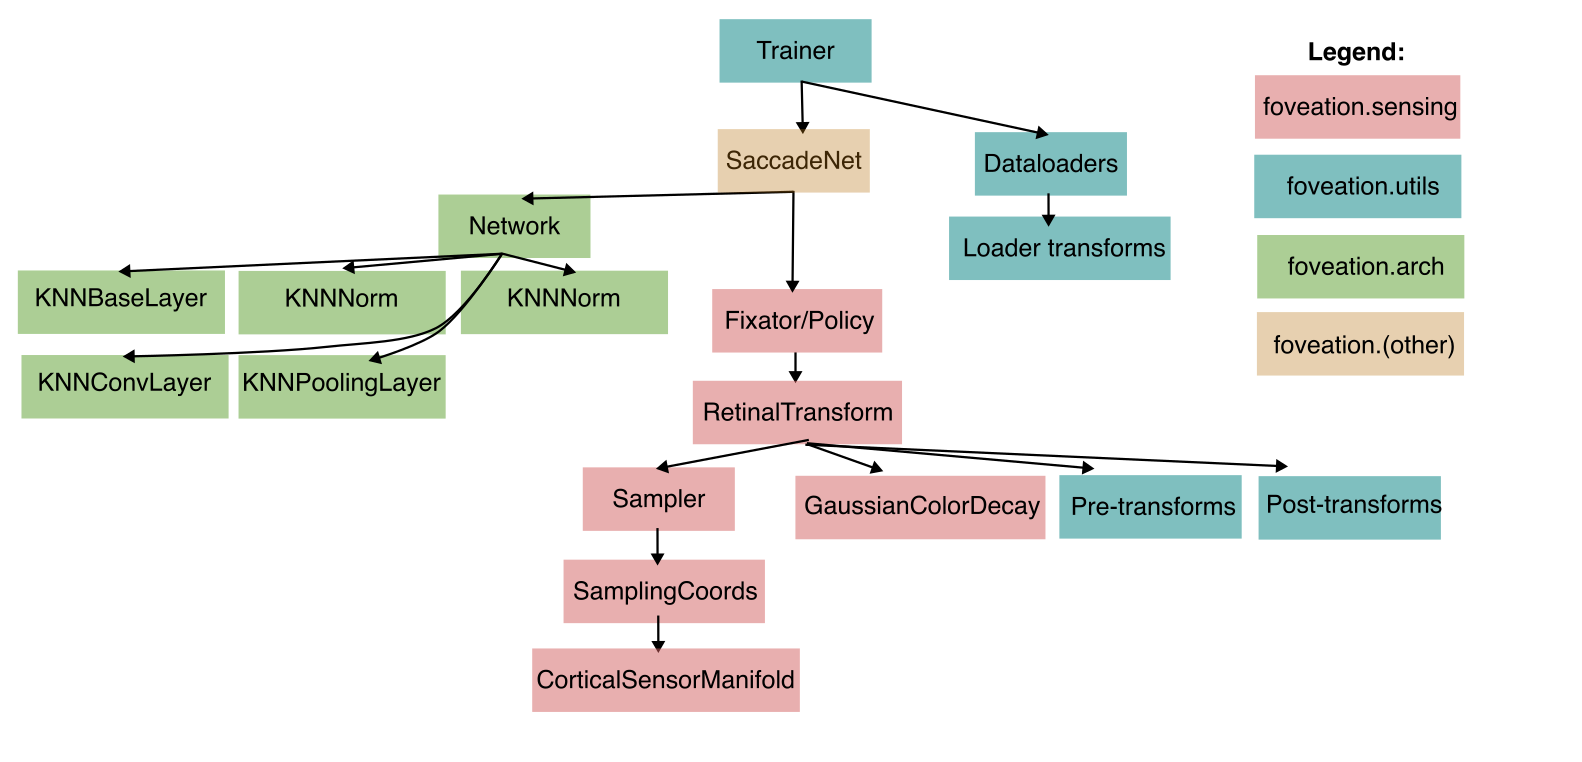 Trainer
Legend:
foveation.sensing
SaccadeNet
Dataloaders
foveation.utils
Network
Loader transforms
foveation.arch
KNNBaseLayer
KNNNorm
KNNNorm
Fixator/Policy
foveation.(other)
KNNConvLayer
KNNPoolingLayer
RetinalTransform
Sampler
GaussianColorDecay
Pre-transforms
Post-transforms
SamplingCoords
CorticalSensorManifold